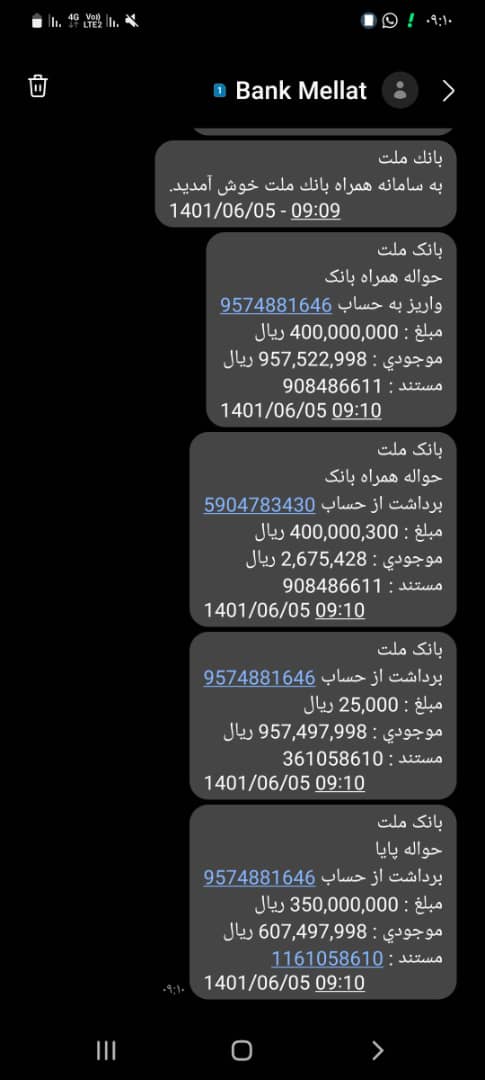 4G Vo)) LTE2
۰۹:۱۰
1 Bank Mellat
بانك ملت
به سامانه همراه بانك ملت خوش آمدید.
1401/06/05 - 09:09
بانک ملت
حواله همراه بانک
واریز به حساب 9574881646
مبلغ : 400,000,000 ریال
موجودي : 957,522,998 ریال
مستند : 908486611
1401/06/05 09:10
بانک ملت
حواله همراه بانک
برداشت از حساب 5904783430
مبلغ : 400,000,300 ریال
موجودي : 2,675,428 ریال
مستند : 908486611
1401/06/05 09:10
بانک ملت
برداشت از حساب 9574881646
مبلغ : 25,000 ریال
موجودي : 957,497,998 ریال
مستند : 361058610
1401/06/05 09:10
بانک ملت
حواله پایا
برداشت از حساب 9574881646
مبلغ : 350,000,000 ریال
موجودي : 607,497,998 ریال
مستند : 1161058610
1401/06/05 09:10
۰۹:۱۰